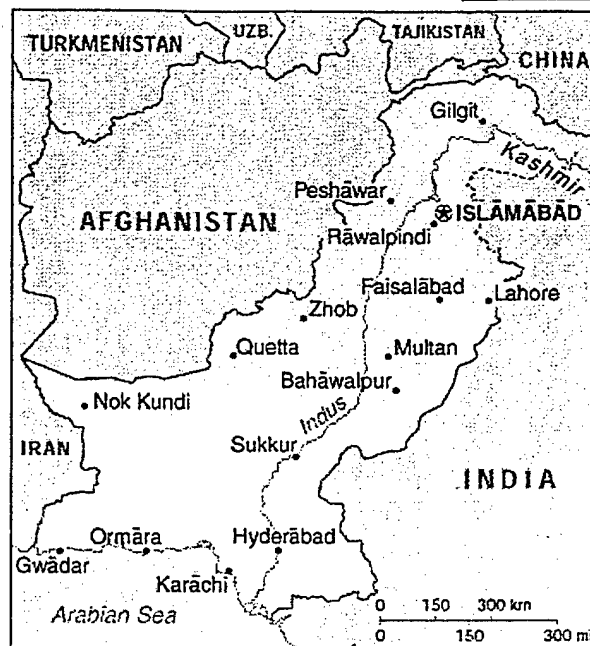 TURKMENISTAN
UZB.
TAJIKISTAN
CHINA
Gilgit
Kashmir
Peshāwar
ISLĀMĀBĀD
AFGHANISTAN
Rāwalpindi
Faisalābad
Lahore
Zhob
Quetta
Multan
Bahāwalpur
Nok Kundi
Indus
IRAN
Sukkur
INDIA
Ormāra
Hyderābad
Gwādar
Karāchi
Arabian Sea
0 150 300 km
0 150 300 mi